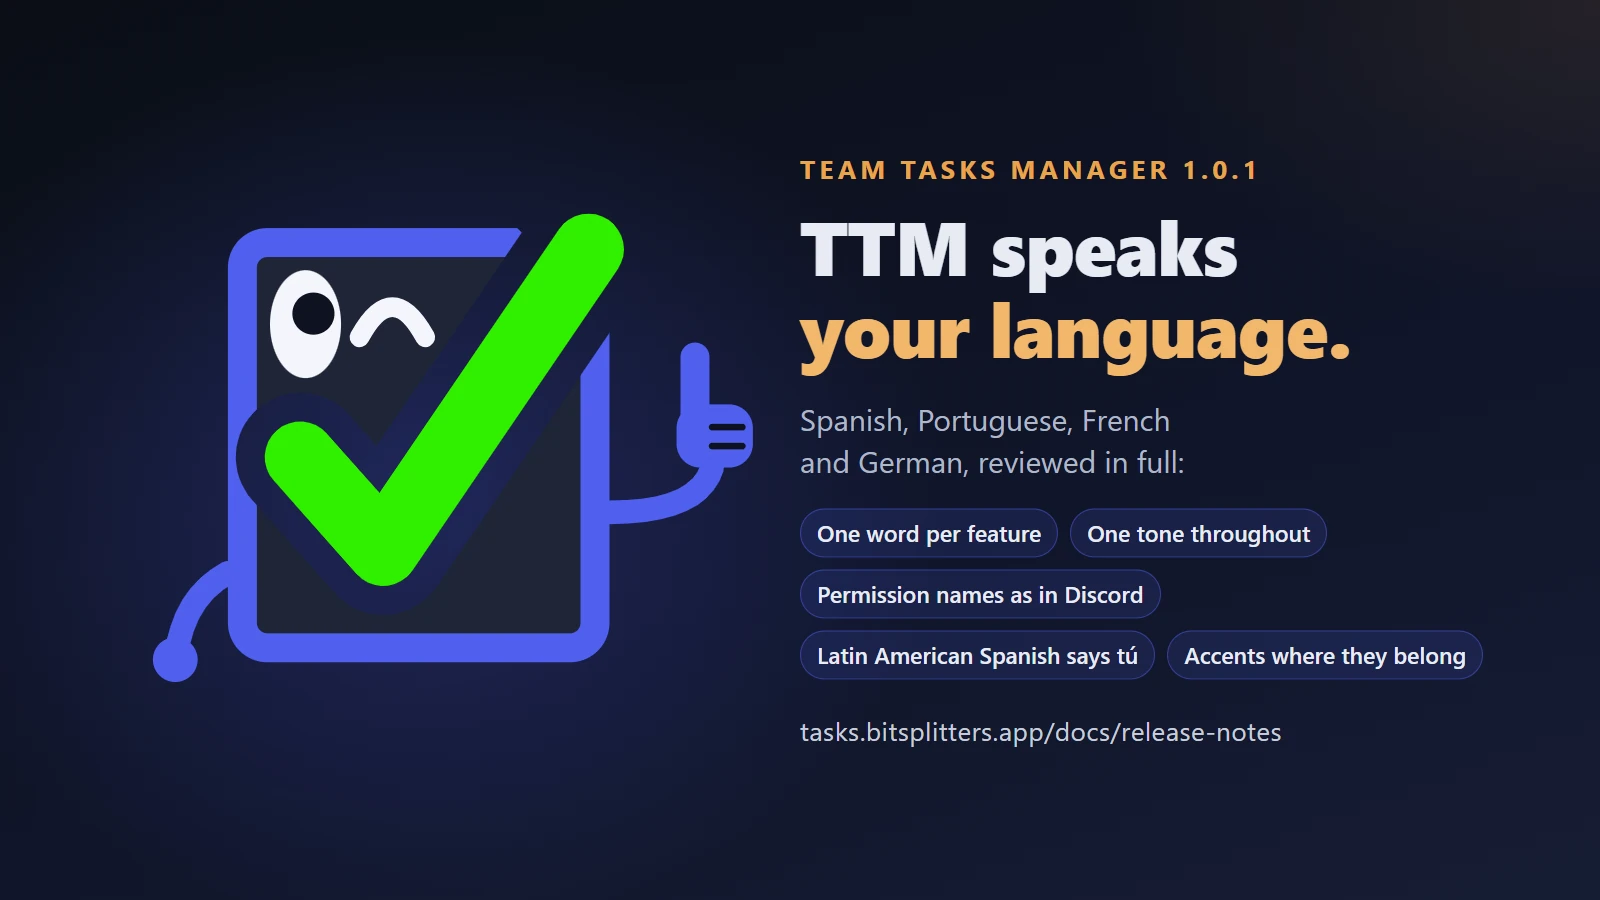 TEAM TASKS MANAGER 1.0.1
TTM speaks
your language.
Spanish, Portuguese, French
and German, reviewed in full:
One word per feature
One tone throughout
Permission names as in Discord
Latin American Spanish says tú
Accents where they belong
tasks.bitsplitters.app/docs/release-notes